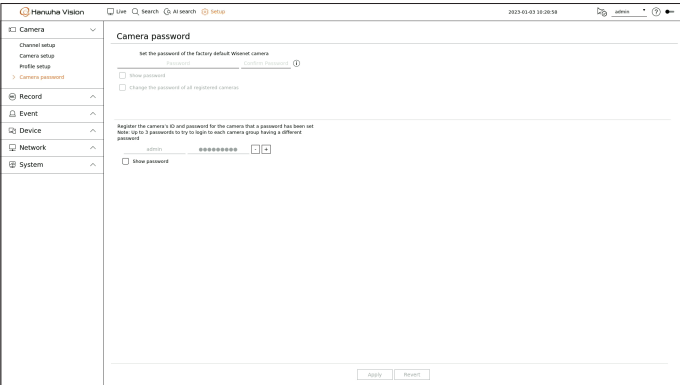 Hanwha Vision
Live Search AI search Setup
2023-01-03 10:28:58
admin
Camera
Channel setup
Camera setup
Profile setup
Camera password
Record
Event
Device
Network
System
Camera password
Set the password of the factory default Wisenet camera
Password Confirm Password
Show password
Change the password of all registered cameras
Register the camera's ID and password for the camera that a password has been set
Note: Up to 3 passwords to try to login to each camera group having a different
password
admin ●●●●●●●●● - +
Show password
Apply Revert